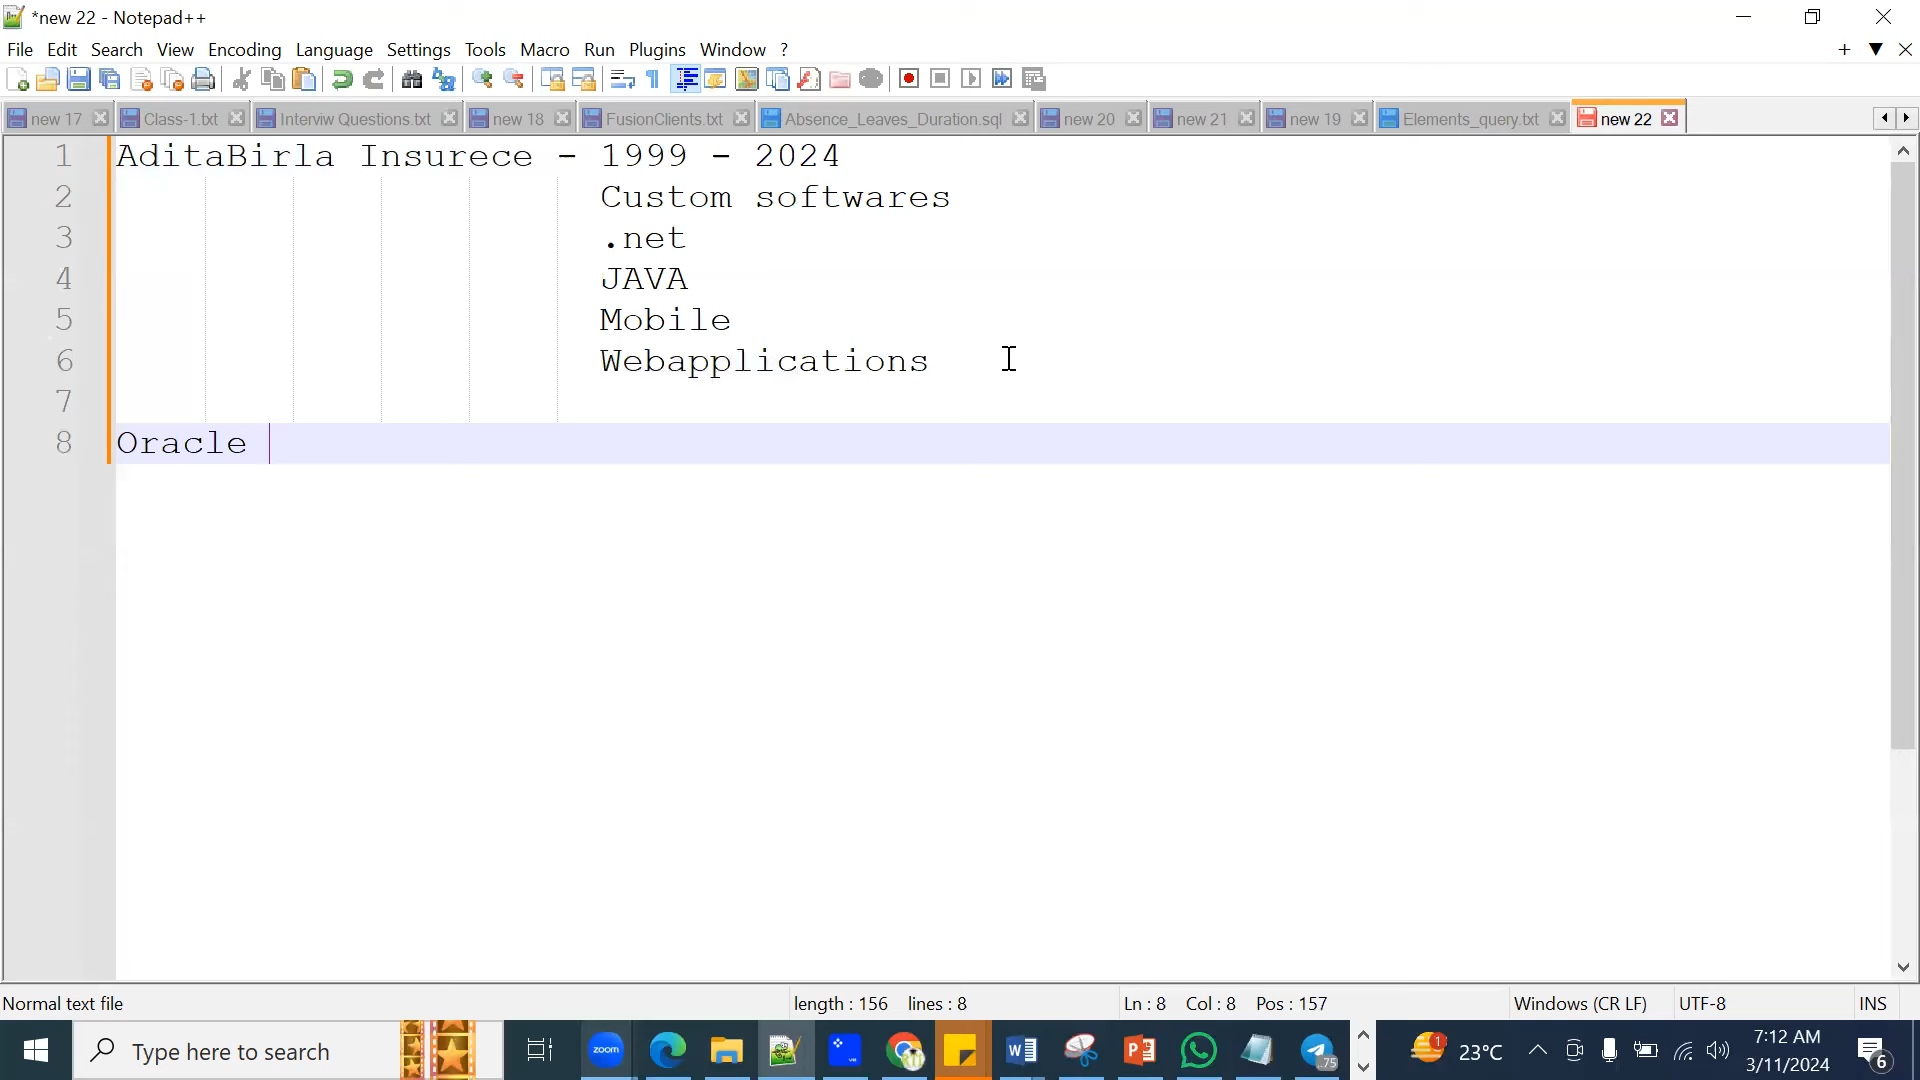 *new 22 - Notepad++
File Edit Search View Encoding Language Settings Tools Macro Run Plugins Window ?
new 17 Class-1.txt Interviw Questions.txt new 18 FusionClients.txt Absence_Leaves_Duration.sql new 20 new 21 new 19 Elements_query.txt new 22
1 AditaBirla Insurece - 1999 - 2024
2 Custom softwares
3 .net
4 JAVA
5 Mobile
6 Webapplications
7
8 Oracle
Normal text file length : 156 lines : 8 Ln : 8 Col : 8 Pos : 157 Windows (CR LF) UTF-8 INS
Type here to search zoom .75 1 23°C 7:12 AM
3/11/2024 6